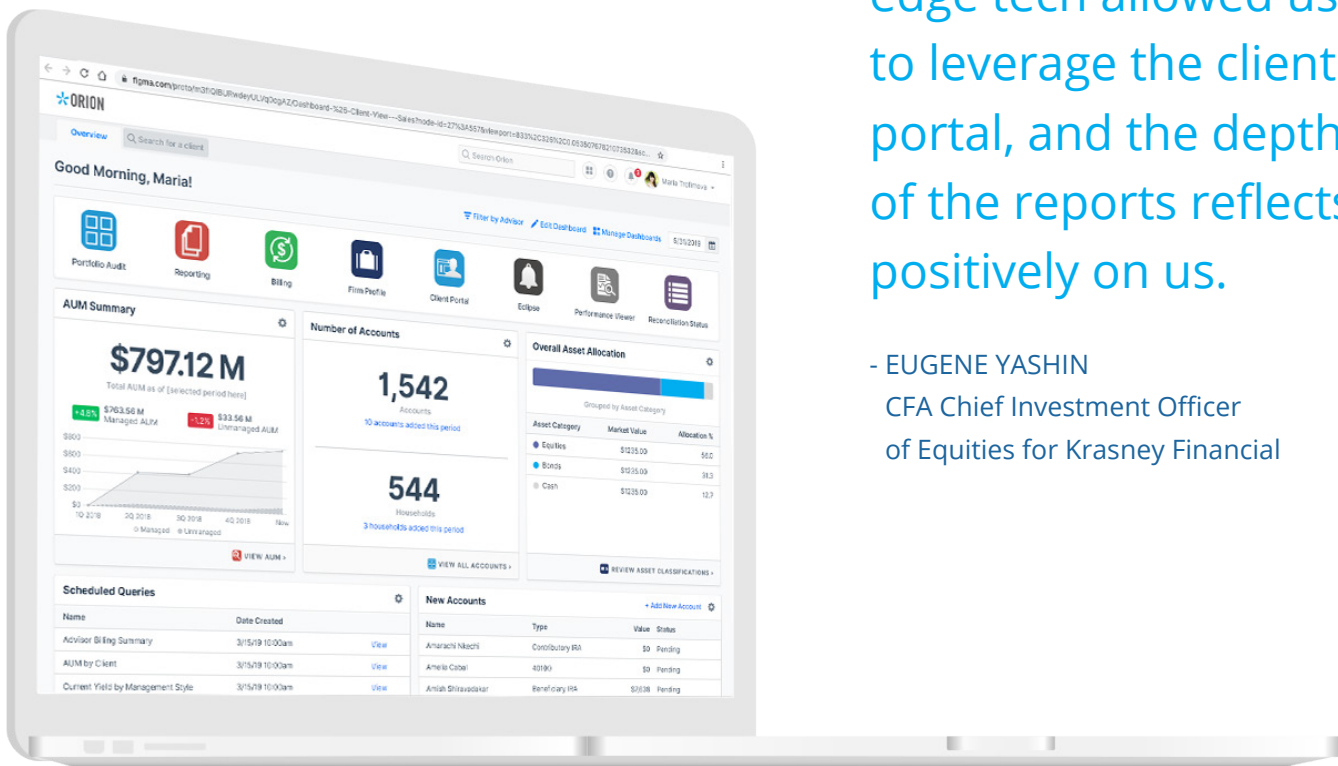 edge tech allowed us
to leverage the client
portal, and the depth
of the reports reflects
positively on us.
- EUGENE YASHIN
CFA Chief Investment Officer
of Equities for Krasney Financial
ORION
Overview
Search for a client
Search Orion
Good Morning, Maria!
Filter by Advisor
Edit Dashboard
Manage Dashboards
Portfolio Audit
Reporting
Billing
Firm Profile
Client Portal
Eclipse
Performance Viewer
Reconciliation Status
AUM Summary
$797.12 M
Total AUM as of [selected period here]
+4.8%
$763.56 M
Managed AUM
-1.2%
$33.56 M
Unmanaged AUM
$800
$600
$400
$200
$0
1Q 2018
2Q 2018
3Q 2018
4Q 2018
Now
Managed
Unmanaged
VIEW AUM >
Number of Accounts
1,542
Accounts
10 accounts added this period
544
Households
3 households added this period
VIEW ALL ACCOUNTS >
Overall Asset Allocation
Grouped by Asset Category
Asset Category Market Value Allocation %
Equities $1235.00
Bonds $1235.00
Cash $1235.00
REVIEW ASSET CLASSIFICATIONS >
Scheduled Queries
Name Date Created
Advisor Billing Summary 3/15/19 10:00am View
AUM by Client 3/15/19 10:00am View
Current Yield by Management Style 3/15/19 10:00am View
New Accounts
+ Add New Account
Name Type Value Status
Amarachi Nkechi Contributory IRA $0 Pending
Amelie Cabel 401(K) $0 Pending
Amish Shiravadakar Beneficiary IRA $2,638 Pending